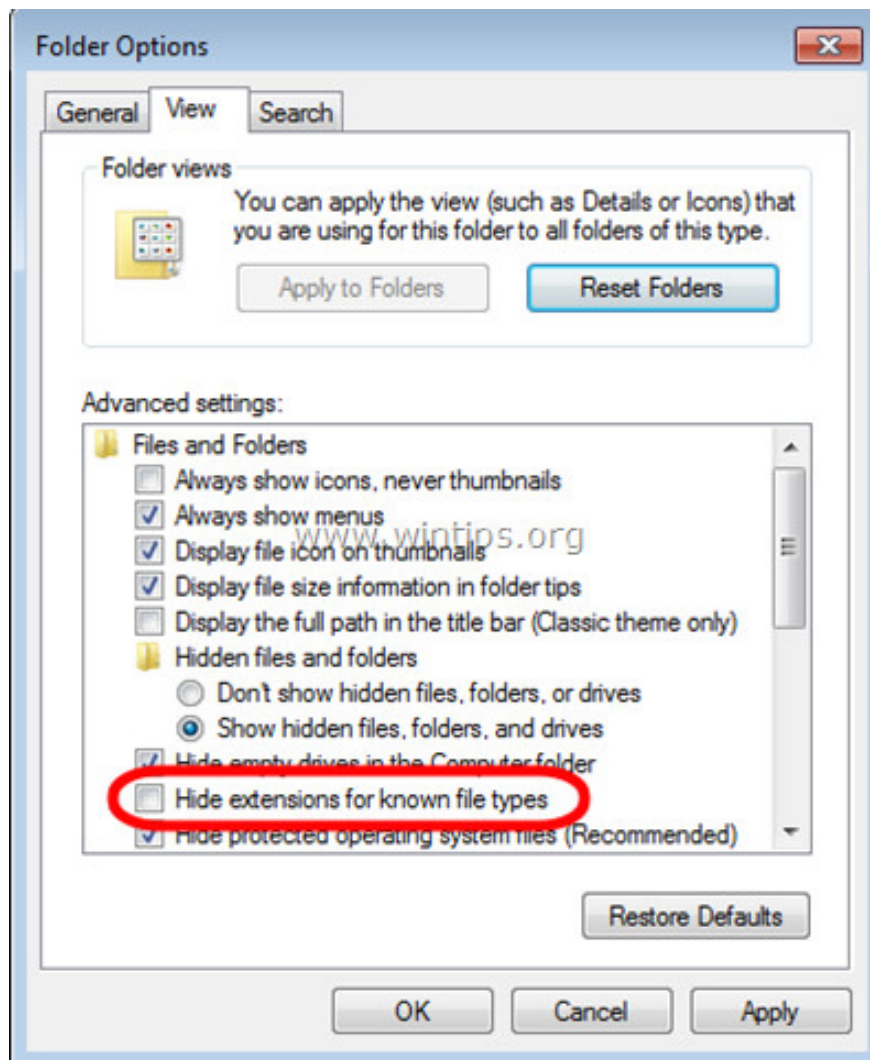 Folder Options
General
View
Search
Folder views
You can apply the view (such as Details or Icons) that
you are using for this folder to all folders of this type.
Apply to Folders
Reset Folders
Advanced settings:
Files and Folders
Always show icons, never thumbnails
Always show menus
www.wintips.org
Display file icon on thumbnails
Display file size information in folder tips
Display the full path in the title bar (Classic theme only)
Hidden files and folders
Don't show hidden files, folders, or drives
Show hidden files, folders, and drives
Hide empty drives in the Computer folder
Hide extensions for known file types
Hide protected operating system files (Recommended)
Restore Defaults
OK
Cancel
Apply